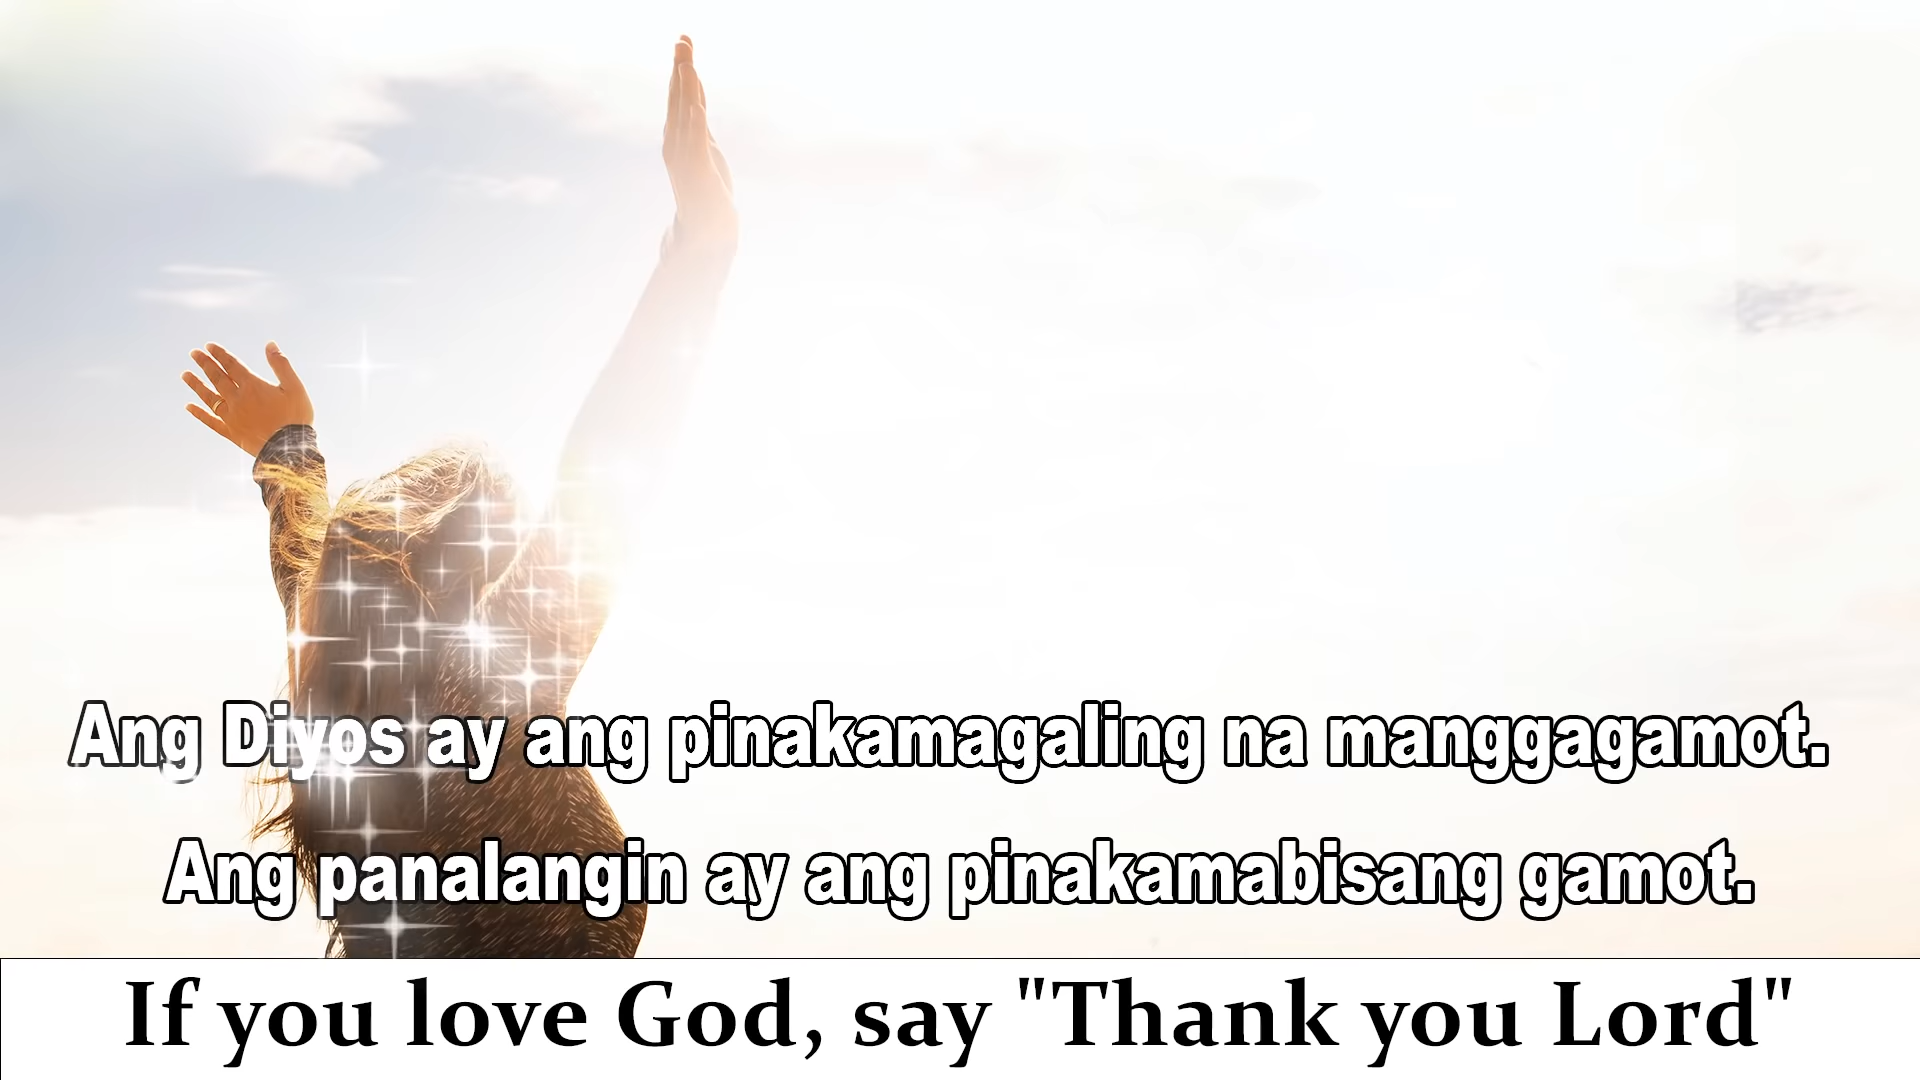 Ang Diyos ay ang pinakamagaling na manggagamot.
Ang panalangin ay ang pinakamabisang gamot.
If you love God, say "Thank you Lord"